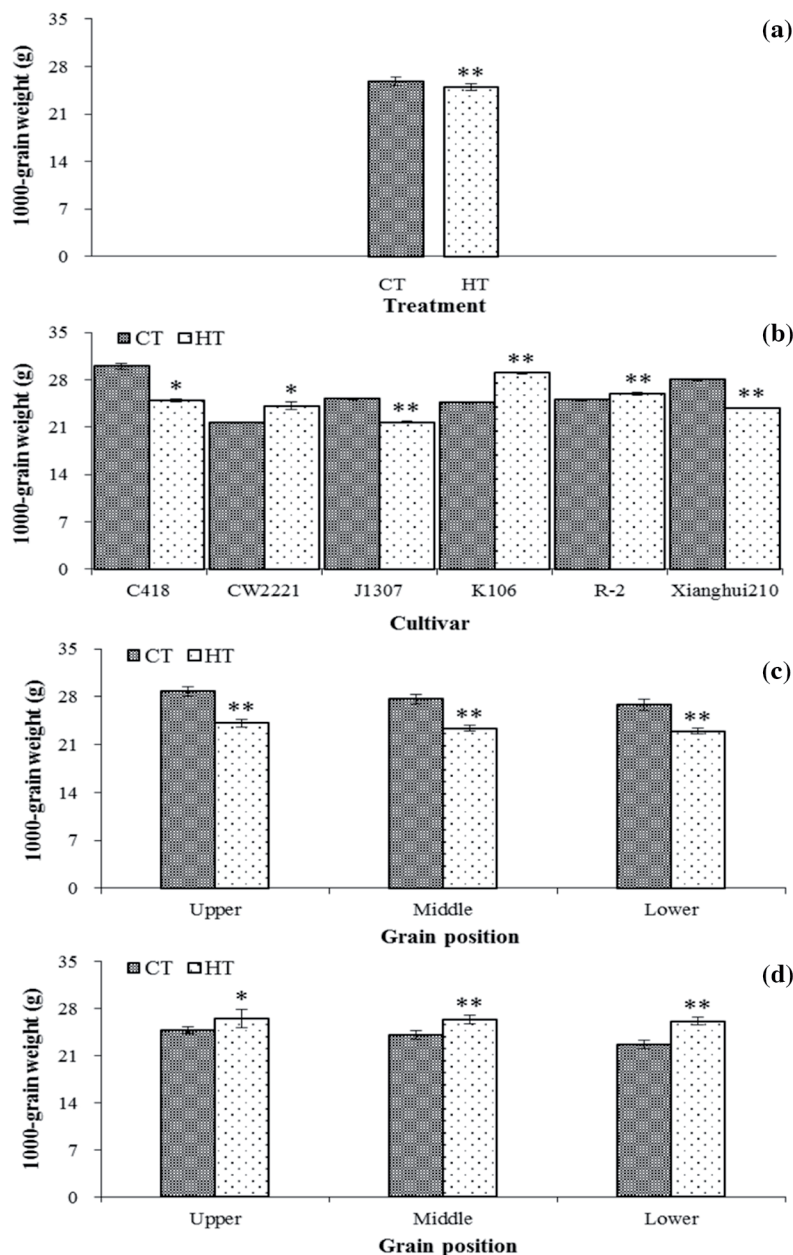 (a)
1000-grain weight (g)
35
28
21
14
7
0
**
CT HT
Treatment
(b)
1000-grain weight (g)
35
28
21
14
7
0
CT HT
* * ** ** ** **
C418 CW2221 J1307 K106 R-2 Xianghui210
Cultivar
(c)
1000-grain weight (g)
35
28
21
14
7
0
CT HT
** ** **
Upper Middle Lower
Grain position
(d)
1000-grain weight (g)
35
28
21
14
7
0
CT HT
* ** **
Upper Middle Lower
Grain position